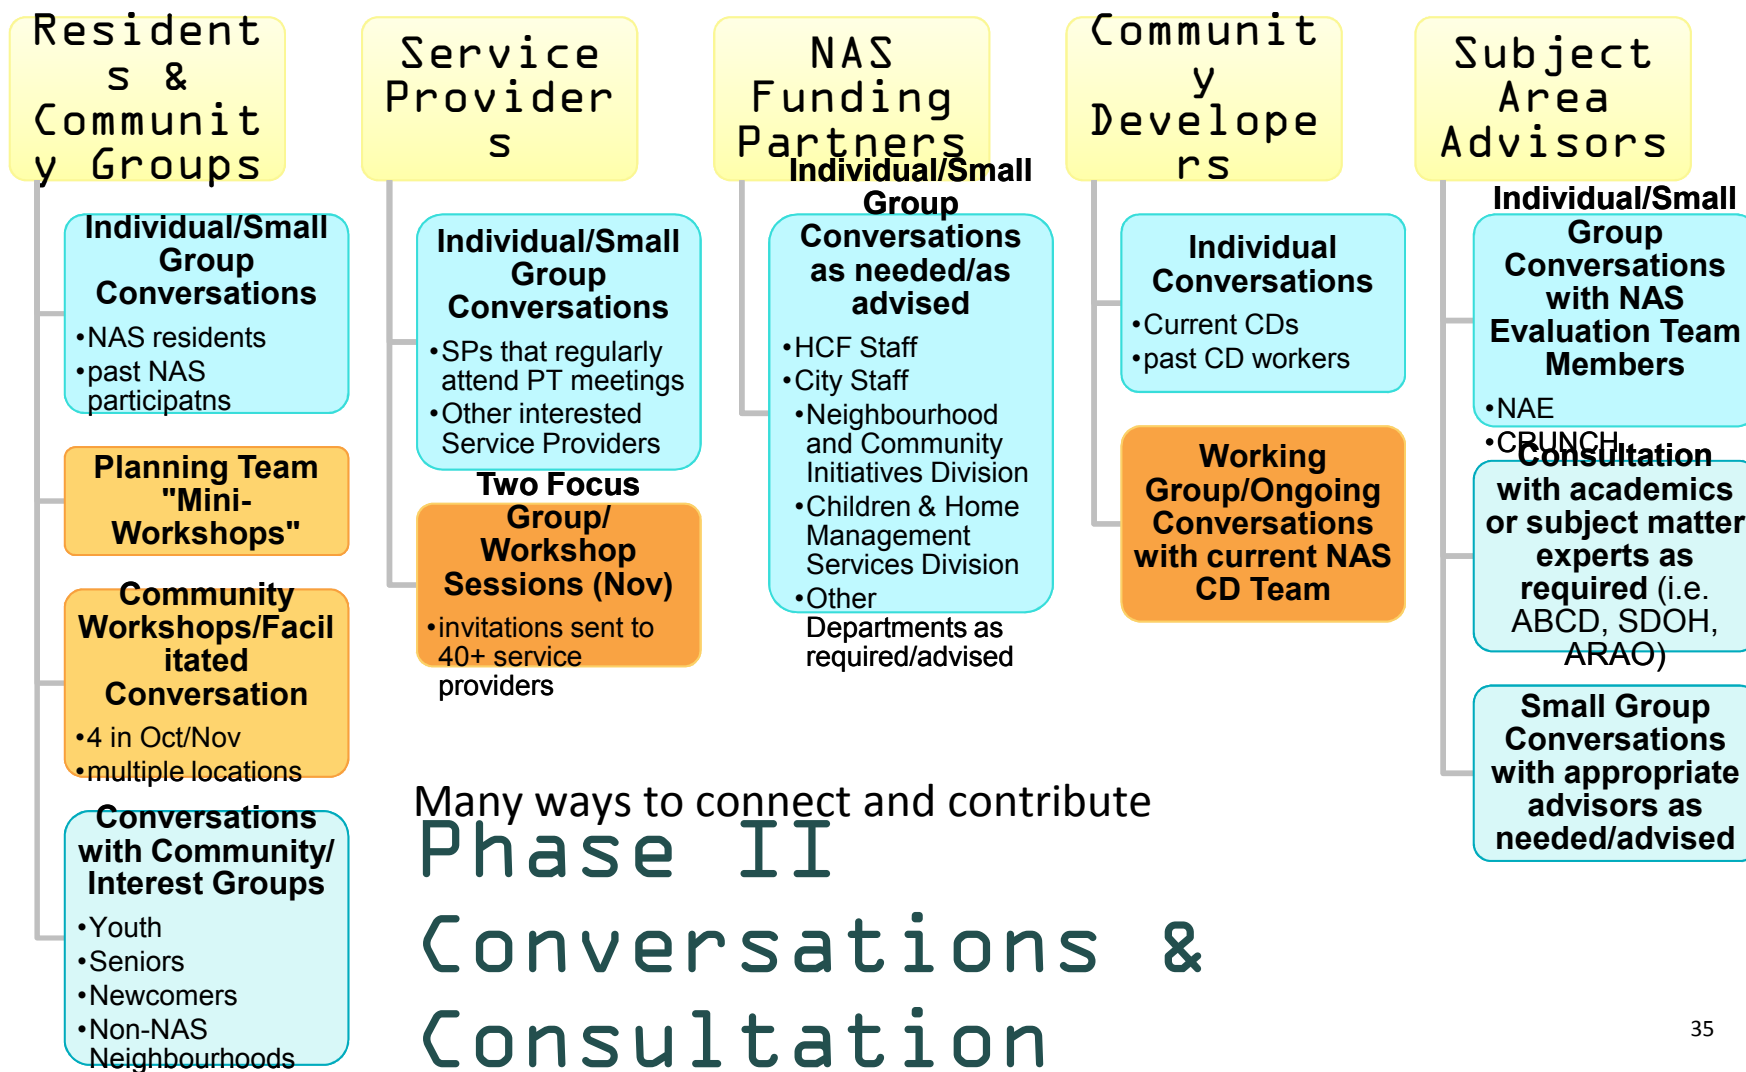 Resident
s &
Communit
y Groups
Individual/Small
Group
Conversations
•NAS residents
•past NAS
participatns
Planning Team
"Mini-
Workshops"
Community
Workshops/Facil
itated
Conversation
•4 in Oct/Nov
•multiple locations
Conversations
with Community/
Interest Groups
•Youth
•Seniors
•Newcomers
•Non-NAS
Neighbourhoods
Service
Provider
s
Individual/Small
Group
Conversations
•SPs that regularly
attend PT meetings
•Other interested
Service Providers
Two Focus
Group/
Workshop
Sessions (Nov)
•invitations sent to
40+ service
providers
NAS
Funding
Partners
Individual/Small
Group
Conversations
as needed/as
advised
•HCF Staff
•City Staff
•Neighbourhood
and Community
Initiatives Division
•Children & Home
Management
Services Division
•Other
Departments as
required/advised
Communit
y
Develope
rs
Individual
Conversations
•Current CDs
•past CD workers
Working
Group/Ongoing
Conversations
with current NAS
CD Team
Subject
Area
Advisors
Individual/Small
Group
Conversations
with NAS
Evaluation Team
Members
•NAE
•CRUNCH
Consultation
with academics
or subject matter
experts as
required (i.e.
ABCD, SDOH,
ARAO)
Small Group
Conversations
with appropriate
advisors as
needed/advised
Many ways to connect and contribute
Phase II
Conversations &
Consultation
35